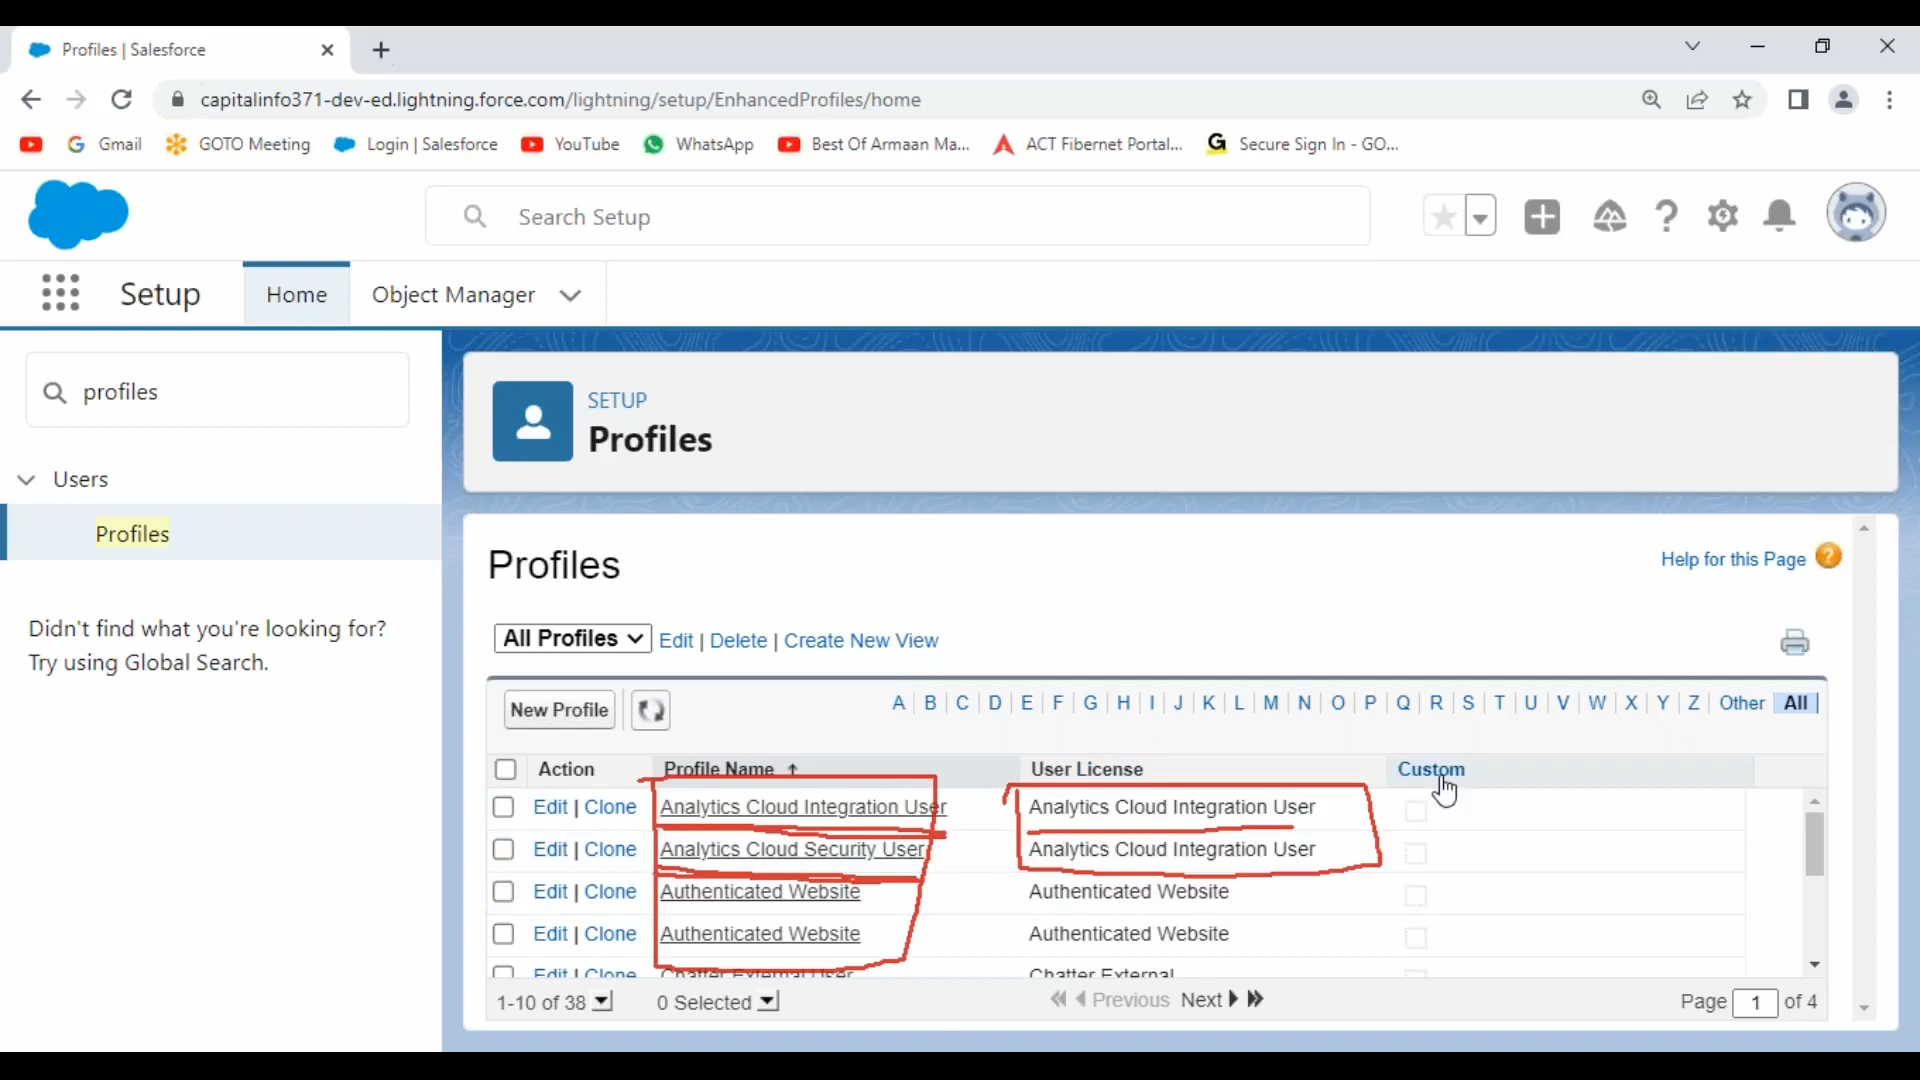 Profiles | Salesforce
capitalinfo371-dev-ed.lightning.force.com/lightning/setup/EnhancedProfiles/home
Gmail GOTO Meeting Login | Salesforce YouTube WhatsApp Best Of Armaan Ma... ACT Fibernet Portal... Secure Sign In - GO...
Search Setup
Setup Home Object Manager
profiles
Users
Profiles
Didn't find what you're looking for?
Try using Global Search.
SETUP
Profiles
Profiles
Help for this Page ?
All Profiles Edit | Delete | Create New View
New Profile A B C D E F G H I J K L M N O P Q R S T U V W X Y Z Other All
Action Profile Name ↑ User License Custom
Edit | Clone Analytics Cloud Integration User Analytics Cloud Integration User
Edit | Clone Analytics Cloud Security User Analytics Cloud Integration User
Edit | Clone Authenticated Website Authenticated Website
Edit | Clone Authenticated Website Authenticated Website
Edit | Clone Chatter External User Chatter External
1-10 of 38 0 Selected Previous Next Page 1 of 4